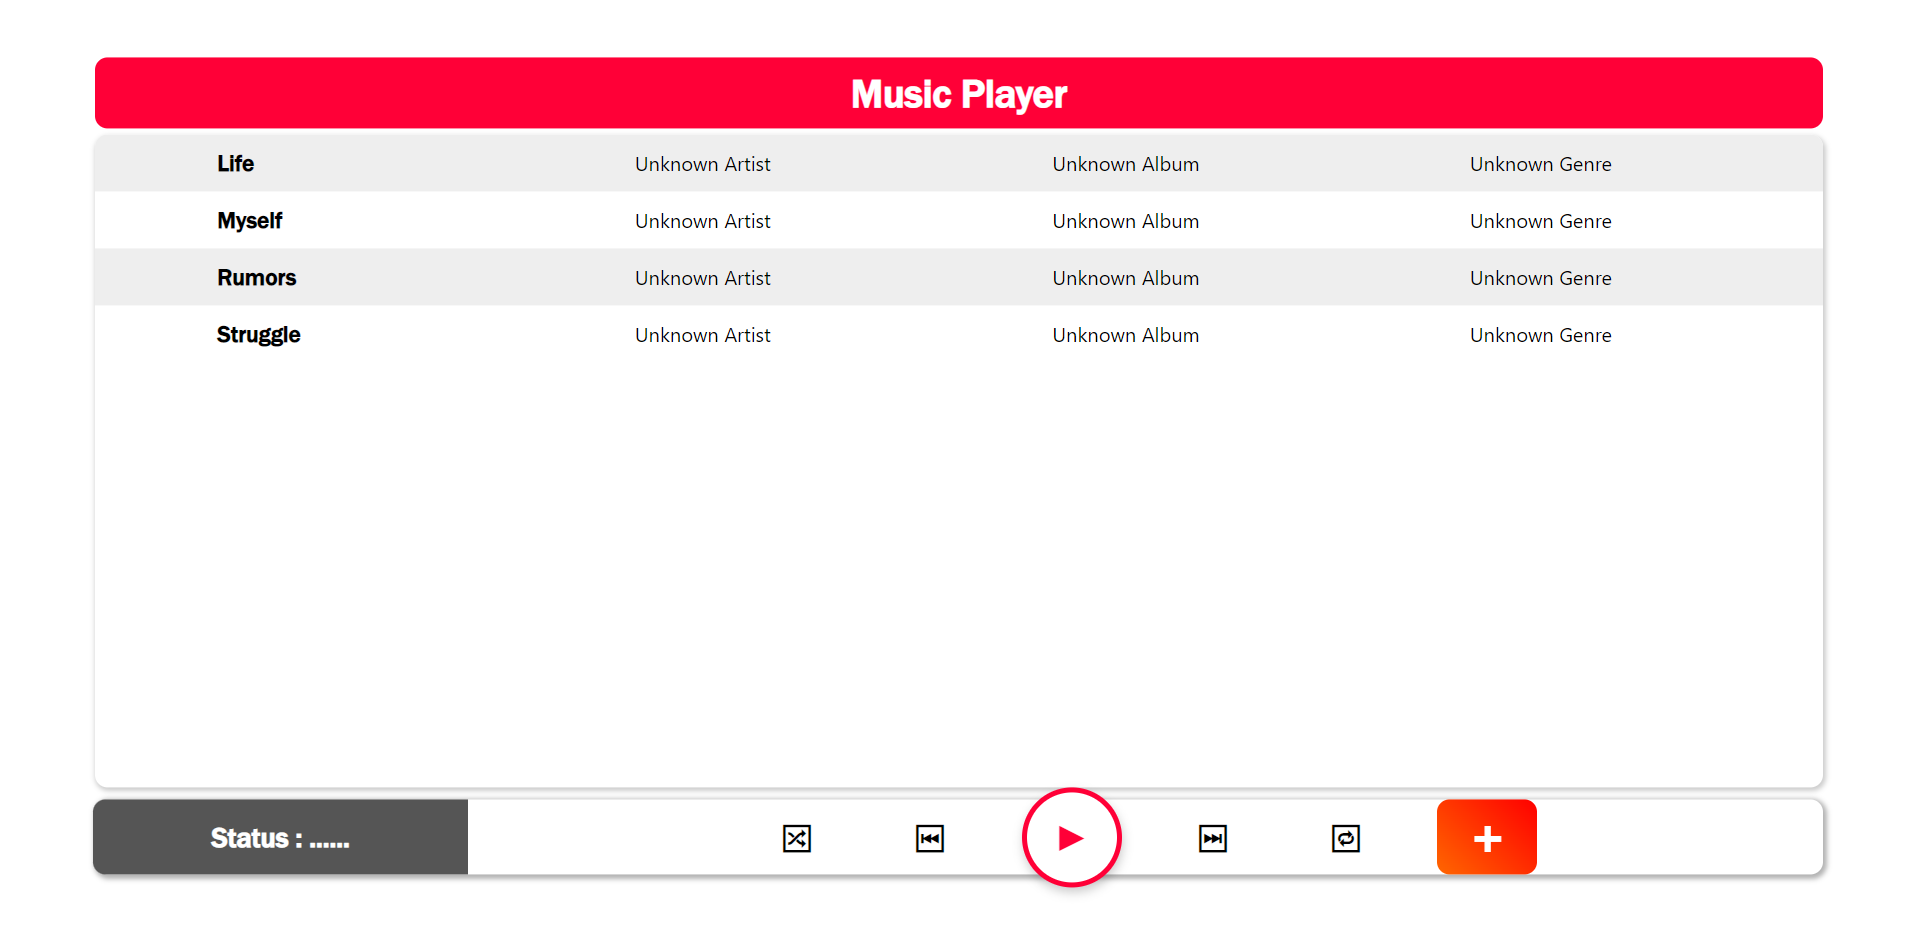 Music Player
Life Unknown Artist Unknown Album Unknown Genre
Myself Unknown Artist Unknown Album Unknown Genre
Rumors Unknown Artist Unknown Album Unknown Genre
Struggle Unknown Artist Unknown Album Unknown Genre
Status : ......